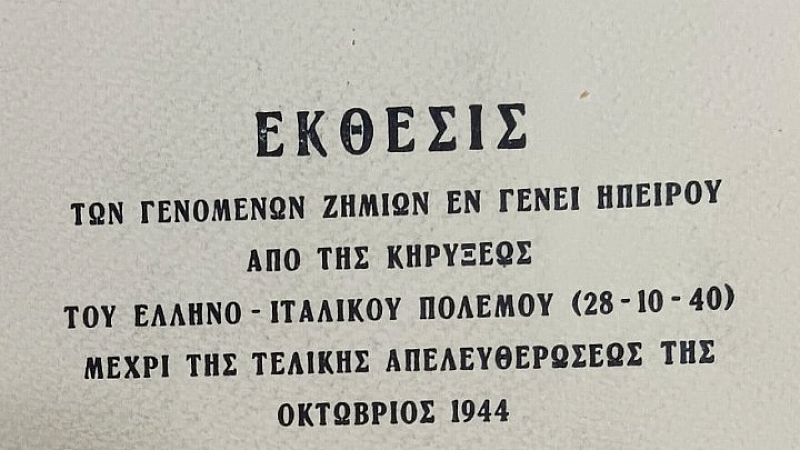 ΕΚΘΕΣΙΣ
ΤΩΝ ΓΕΝΟΜΕΝΩΝ ΖΗΜΙΩΝ ΕΝ ΓΕΝΕΙ ΗΠΕΙΡΟΥ
ΑΠΟ ΤΗΣ ΚΗΡΥΞΕΩΣ
ΤΟΥ ΕΛΛΗΝΟ - ΙΤΑΛΙΚΟΥ ΠΟΛΕΜΟΥ (28 - 10 - 40)
ΜΕΧΡΙ ΤΗΣ ΤΕΛΙΚΗΣ ΑΠΕΛΕΥΘΕΡΩΣΕΩΣ ΤΗΣ
ΟΚΤΩΒΡΙΟΣ 1944